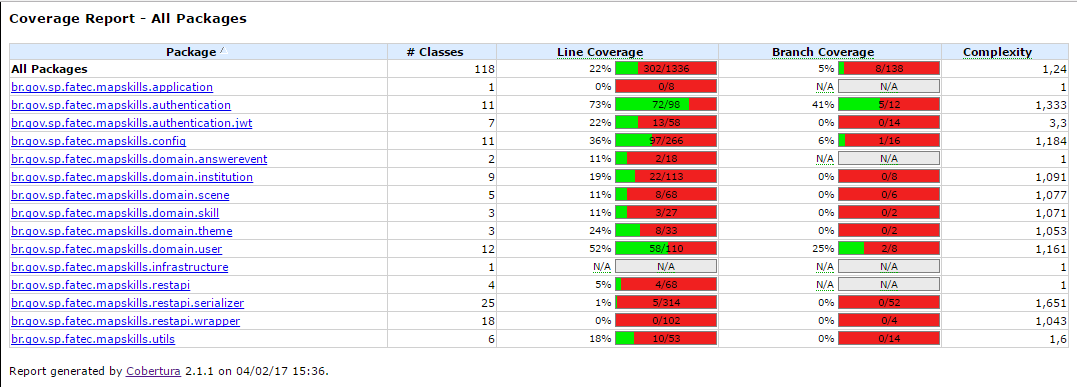 Coverage Report - All Packages
Package # Classes Line Coverage Branch Coverage Complexity
All Packages 118 22% 302/1336 5% 8/138 1,24
br.gov.sp.fatec.mapskills.application 1 0% 0/8 N/A N/A 1
br.gov.sp.fatec.mapskills.authentication 11 73% 72/98 41% 5/12 1,333
br.gov.sp.fatec.mapskills.authentication.jwt 7 22% 13/58 0% 0/14 3,3
br.gov.sp.fatec.mapskills.config 11 36% 97/266 6% 1/16 1,184
br.gov.sp.fatec.mapskills.domain.answerevent 2 11% 2/18 N/A N/A 1
br.gov.sp.fatec.mapskills.domain.institution 9 19% 22/113 0% 0/8 1,091
br.gov.sp.fatec.mapskills.domain.scene 5 11% 8/68 0% 0/6 1,077
br.gov.sp.fatec.mapskills.domain.skill 3 11% 3/27 0% 0/2 1,071
br.gov.sp.fatec.mapskills.domain.theme 3 24% 8/33 0% 0/2 1,053
br.gov.sp.fatec.mapskills.domain.user 12 52% 58/110 25% 2/8 1,161
br.gov.sp.fatec.mapskills.infrastructure 1 N/A N/A N/A N/A 1
br.gov.sp.fatec.mapskills.restapi 4 5% 4/68 N/A N/A 1
br.gov.sp.fatec.mapskills.restapi.serializer 25 1% 5/314 0% 0/52 1,651
br.gov.sp.fatec.mapskills.restapi.wrapper 18 0% 0/102 0% 0/4 1,043
br.gov.sp.fatec.mapskills.utils 6 18% 10/53 0% 0/14 1,6
Report generated by Cobertura 2.1.1 on 04/02/17 15:36.